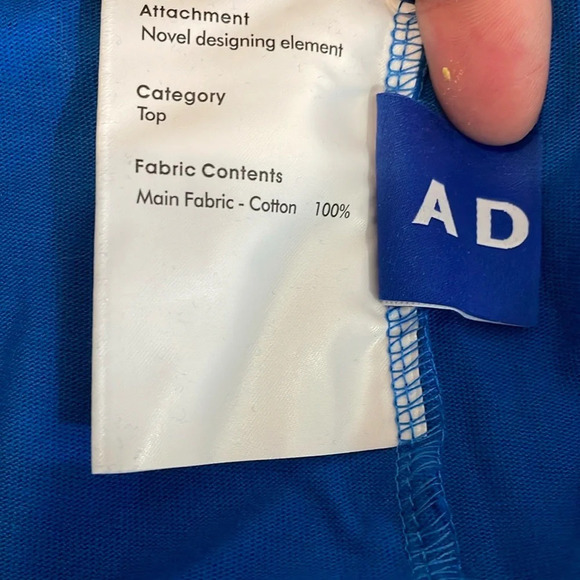 Attachment
Novel designing element
Category
Top
Fabric Contents
Main Fabric - Cotton 100%
AD